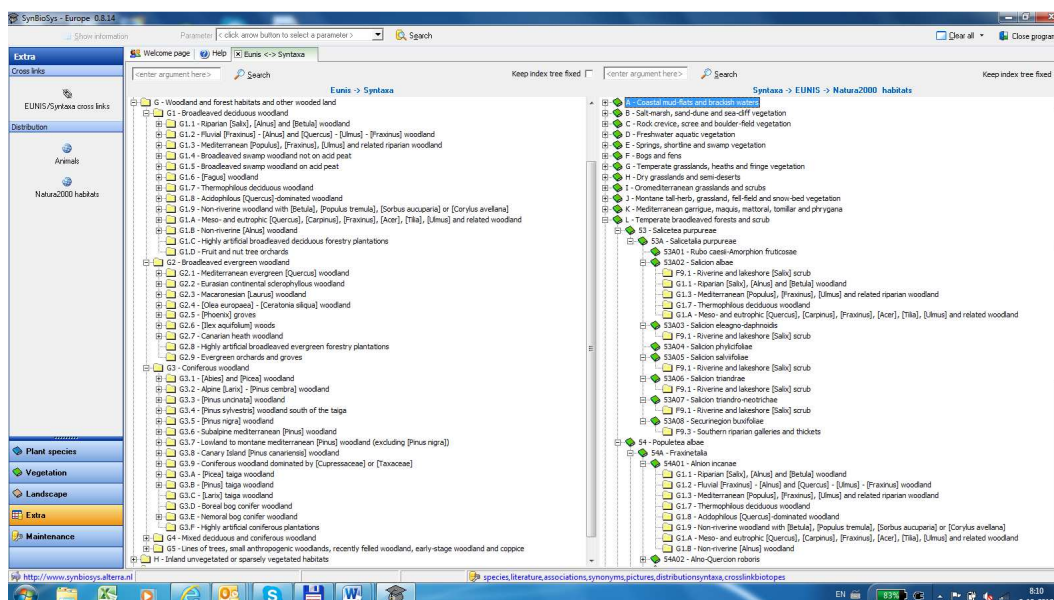 SynBioSys - Europe 0.8.14
Show information Parameter < click arrow button to select a parameter > Search Clear all Close program
Extra
Cross links
EUNIS/Syntaxa cross links
Distribution
Animals
Natura2000 habitats
Plant species
Vegetation
Landscape
Extra
Maintenance
Welcome page Help Eunis <-> Syntaxa
<enter argument here> Search Keep index tree fixed
Eunis -> Syntaxa
G - Woodland and forest habitats and other wooded land
G1 - Broadleaved deciduous woodland
G1.1 - Riparian [Salix], [Alnus] and [Betula] woodland
G1.2 - Fluvial [Fraxinus] - [Alnus] and [Quercus] - [Ulmus] - [Fraxinus] woodland
G1.3 - Mediterranean [Populus], [Fraxinus], [Ulmus] and related riparian woodland
G1.4 - Broadleaved swamp woodland not on acid peat
G1.5 - Broadleaved swamp woodland on acid peat
G1.6 - [Fagus] woodland
G1.7 - Thermophilous deciduous woodland
G1.8 - Acidophilous [Quercus]-dominated woodland
G1.9 - Non-riverine woodland with [Betula], [Populus tremula], [Sorbus aucuparia] or [Corylus avellana]
G1.A - Meso- and eutrophic [Quercus], [Carpinus], [Fraxinus], [Acer], [Tilia], [Ulmus] and related woodland
G1.B - Non-riverine [Alnus] woodland
G1.C - Highly artificial broadleaved deciduous forestry plantations
G1.D - Fruit and nut tree orchards
G2 - Broadleaved evergreen woodland
G2.1 - Mediterranean evergreen [Quercus] woodland
G2.2 - Eurasian continental sclerophyllous woodland
G2.3 - Macaronesian [Laurus] woodland
G2.4 - [Olea europaea] - [Ceratonia siliqua] woodland
G2.5 - [Phoenix] groves
G2.6 - [Ilex aquifolium] woods
G2.7 - Canarian heath woodland
G2.8 - Highly artificial broadleaved evergreen forestry plantations
G2.9 - Evergreen orchards and groves
G3 - Coniferous woodland
G3.1 - [Abies] and [Picea] woodland
G3.2 - Alpine [Larix] - [Pinus cembra] woodland
G3.3 - [Pinus uncinata] woodland
G3.4 - [Pinus sylvestris] woodland south of the taiga
G3.5 - [Pinus nigra] woodland
G3.6 - Subalpine mediterranean [Pinus] woodland
G3.7 - Lowland to montane mediterranean [Pinus] woodland (excluding [Pinus nigra])
G3.8 - Canary Island [Pinus canariensis] woodland
G3.9 - Coniferous woodland dominated by [Cupressaceae] or [Taxaceae]
G3.A - [Picea] taiga woodland
G3.B - [Pinus] taiga woodland
G3.C - [Larix] taiga woodland
G3.D - Boreal bog conifer woodland
G3.E - Nemoral bog conifer woodland
G3.F - Highly artificial coniferous plantations
G4 - Mixed deciduous and coniferous woodland
G5 - Lines of trees, small anthropogenic woodlands, recently felled woodland, early-stage woodland and coppice
H - Inland unvegetated or sparsely vegetated habitats
<enter argument here> Search Keep index tree fixed
Syntaxa -> EUNIS -> Natura2000 habitats
A - Coastal mud-flats and brackish waters
B - Salt-marsh, sand-dune and sea-cliff vegetation
C - Rock crevice, scree and boulder-field vegetation
D - Freshwater aquatic vegetation
E - Springs, shortline and swamp vegetation
F - Bogs and fens
G - Temperate grasslands, heaths and fringe vegetation
H - Dry grasslands and semi-deserts
I - Oromediterranean grasslands and scrubs
J - Montane tall-herb, grassland, fell-field and snow-bed vegetation
K - Mediterranean garrigue, maquis, mattoral, tomillar and phrygana
L - Temperate braodleaved forests and scrub
53 - Salicetea purpureae
53A - Salicetalia purpureae
53A01 - Rubo caesii-Amorphion fruticosae
53A02 - Salicion albae
F9.1 - Riverine and lakeshore [Salix] scrub
G1.1 - Riparian [Salix], [Alnus] and [Betula] woodland
G1.3 - Mediterranean [Populus], [Fraxinus], [Ulmus] and related riparian woodland
G1.7 - Thermophilous deciduous woodland
G1.A - Meso- and eutrophic [Quercus], [Carpinus], [Fraxinus], [Acer], [Tilia], [Ulmus] and related woodland
53A03 - Salicion eleagno-daphnoidis
F9.1 - Riverine and lakeshore [Salix] scrub
53A04 - Salicion phylicifoliae
53A05 - Salicion salviifoliae
F9.1 - Riverine and lakeshore [Salix] scrub
53A06 - Salicion triandrae
F9.1 - Riverine and lakeshore [Salix] scrub
53A07 - Salicion triandro-neotrichae
F9.1 - Riverine and lakeshore [Salix] scrub
53A08 - Securinegion buxifoliae
F9.3 - Southern riparian galleries and thickets
54 - Populetea albae
54A - Fraxinetalia
54A01 - Alnion incanae
G1.1 - Riparian [Salix], [Alnus] and [Betula] woodland
G1.2 - Fluvial [Fraxinus] - [Alnus] and [Quercus] - [Ulmus] - [Fraxinus] woodland
G1.3 - Mediterranean [Populus], [Fraxinus], [Ulmus] and related riparian woodland
G1.7 - Thermophilous deciduous woodland
G1.8 - Acidophilous [Quercus]-dominated woodland
G1.9 - Non-riverine woodland with [Betula], [Populus tremula], [Sorbus aucuparia] or [Corylus avellana]
G1.A - Meso- and eutrophic [Quercus], [Carpinus], [Fraxinus], [Acer], [Tilia], [Ulmus] and related woodland
G1.B - Non-riverine [Alnus] woodland
54A02 - Alno-Quercion roboris
http://www.synbiosys.alterra.nl species,literature,associations,synonyms,pictures,distributionsyntaxa,crosslinkbiotopes
EN 83% 8:10